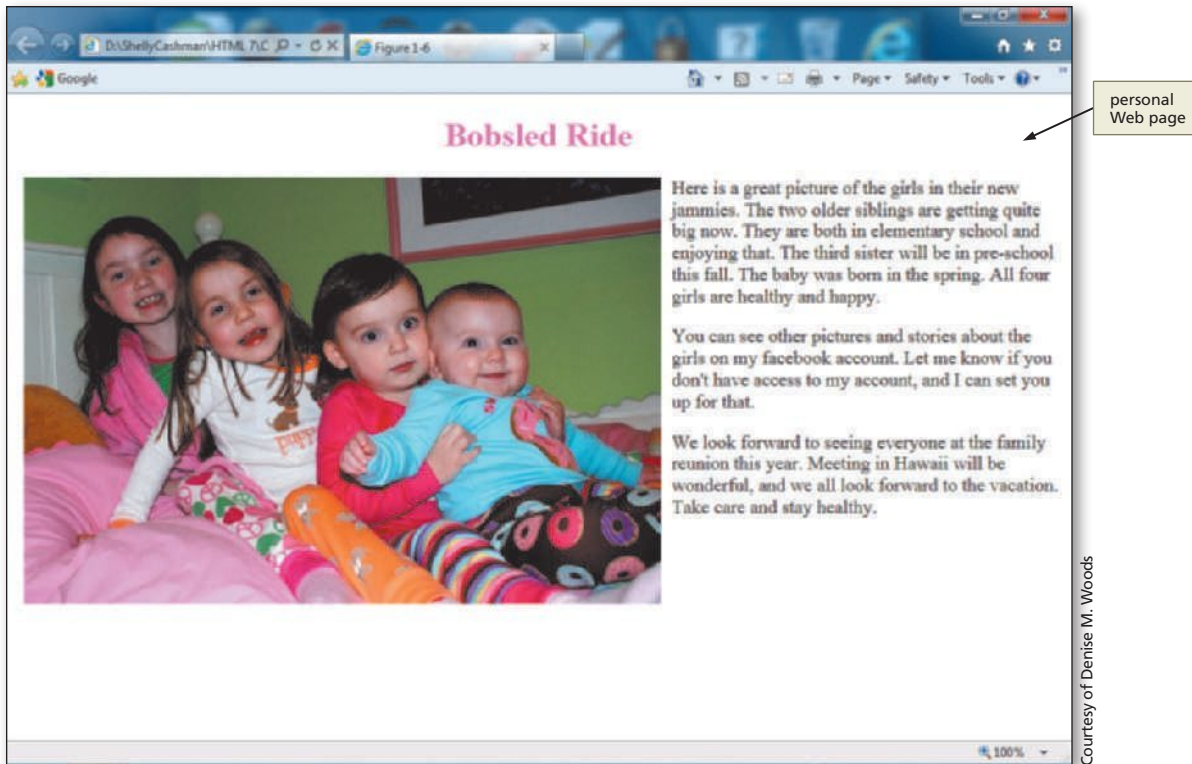 D:\ShellyCashman\HTML 7\C
Figure 1-6
Google
Page
Safety
Tools
100%
Bobsled Ride
Here is a great picture of the girls in their new
jammies. The two older siblings are getting quite
big now. They are both in elementary school and
enjoying that. The third sister will be in pre-school
this fall. The baby was born in the spring. All four
girls are healthy and happy.
You can see other pictures and stories about the
girls on my facebook account. Let me know if you
don't have access to my account, and I can set you
up for that.
We look forward to seeing everyone at the family
reunion this year. Meeting in Hawaii will be
wonderful, and we all look forward to the vacation.
Take care and stay healthy.
personal
Web page
Courtesy of Denise M. Woods